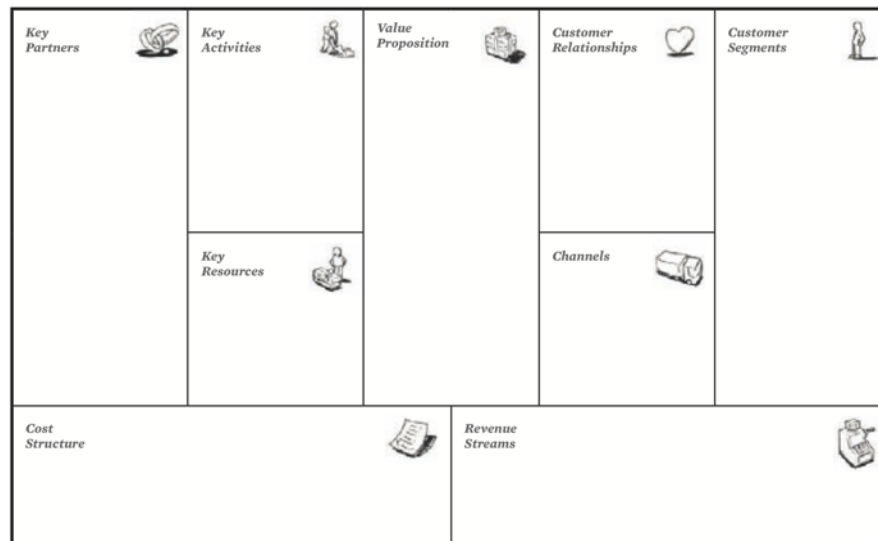 Key
Partners
Key
Activities
Value
Proposition
Customer
Relationships
Customer
Segments
Key
Resources
Channels
Cost
Structure
Revenue
Streams